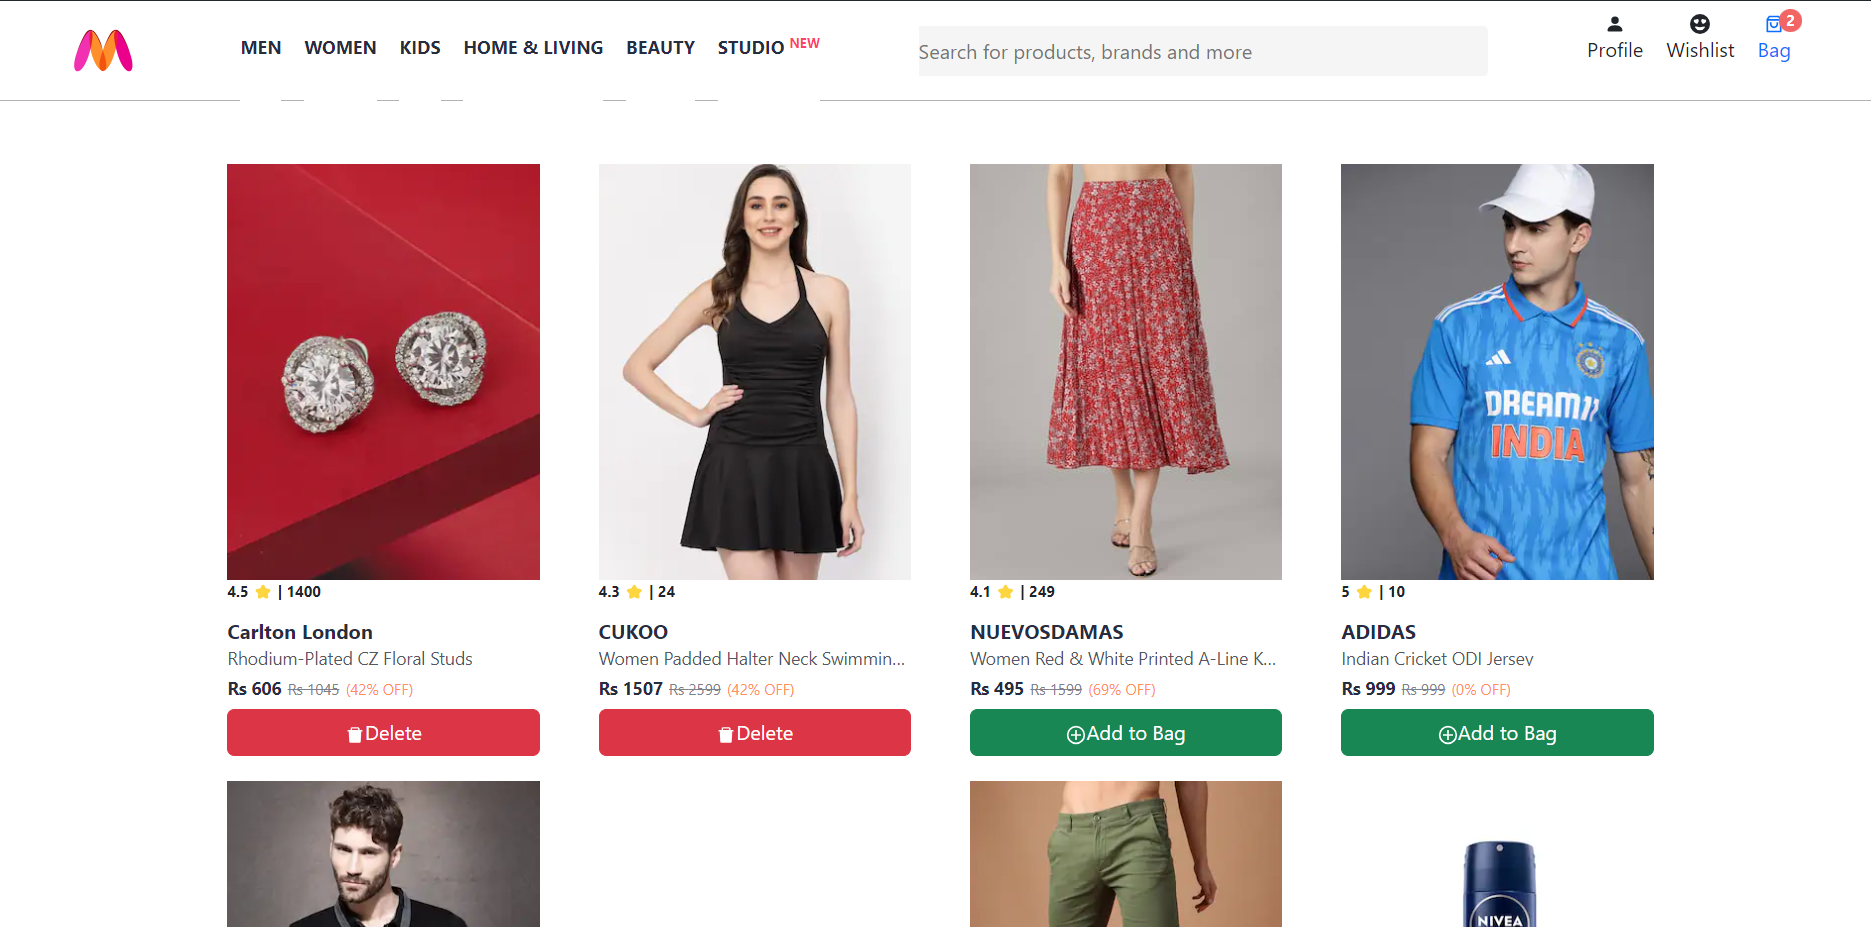 MEN WOMEN KIDS HOME & LIVING BEAUTY STUDIO NEW
Search for products, brands and more
Profile Wishlist 2 Bag
DREAM11
INDIA
4.5 ⭐ | 1400
Carlton London
Rhodium-Plated CZ Floral Studs
Rs 606 Rs 1045 (42% OFF)
Delete
4.3 ⭐ | 24
CUKOO
Women Padded Halter Neck Swimmin...
Rs 1507 Rs 2599 (42% OFF)
Delete
4.1 ⭐ | 249
NUEVOSDAMAS
Women Red & White Printed A-Line K...
Rs 495 Rs 1599 (69% OFF)
Add to Bag
5 ⭐ | 10
ADIDAS
Indian Cricket ODI Jersey
Rs 999 Rs 999 (0% OFF)
Add to Bag
NIVEA